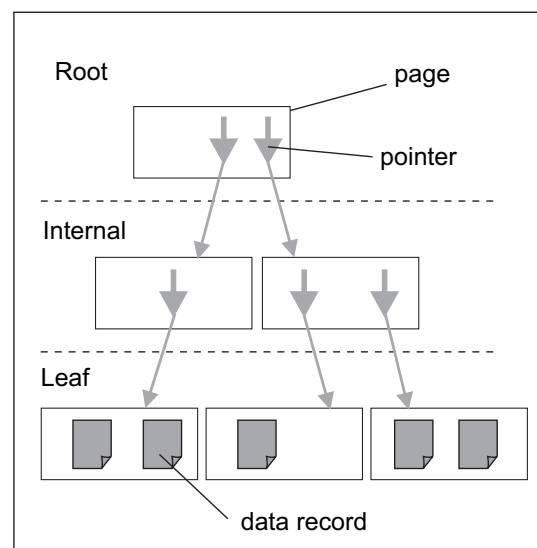 Root
page
pointer
Internal
Leaf
data record